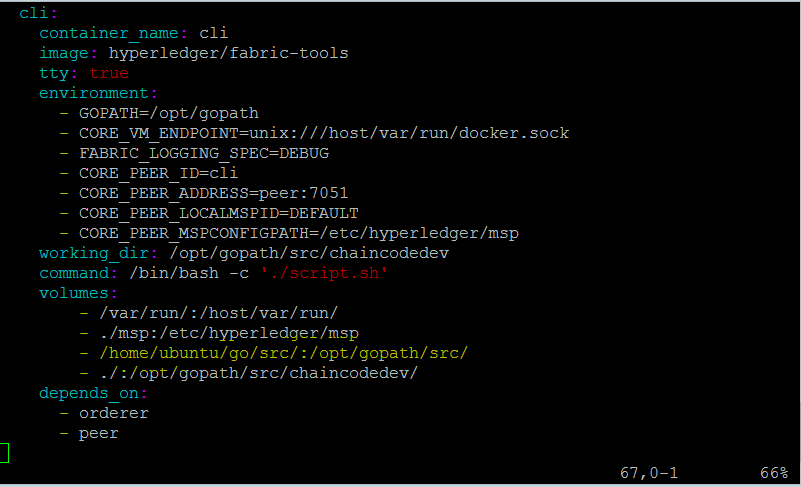 cli:
  container_name: cli
  image: hyperledger/fabric-tools
  tty: true
  environment:
    - GOPATH=/opt/gopath
    - CORE_VM_ENDPOINT=unix:///host/var/run/docker.sock
    - FABRIC_LOGGING_SPEC=DEBUG
    - CORE_PEER_ID=cli
    - CORE_PEER_ADDRESS=peer:7051
    - CORE_PEER_LOCALMSPID=DEFAULT
    - CORE_PEER_MSPCONFIGPATH=/etc/hyperledger/msp
  working_dir: /opt/gopath/src/chaincodedev
  command: /bin/bash -c './script.sh'
  volumes:
      - /var/run/:/host/var/run/
      - ./msp:/etc/hyperledger/msp
      - /home/ubuntu/go/src/:/opt/gopath/src/
      - ./:/opt/gopath/src/chaincodedev/
  depends_on:
    - orderer
    - peer
67,0-1 66%